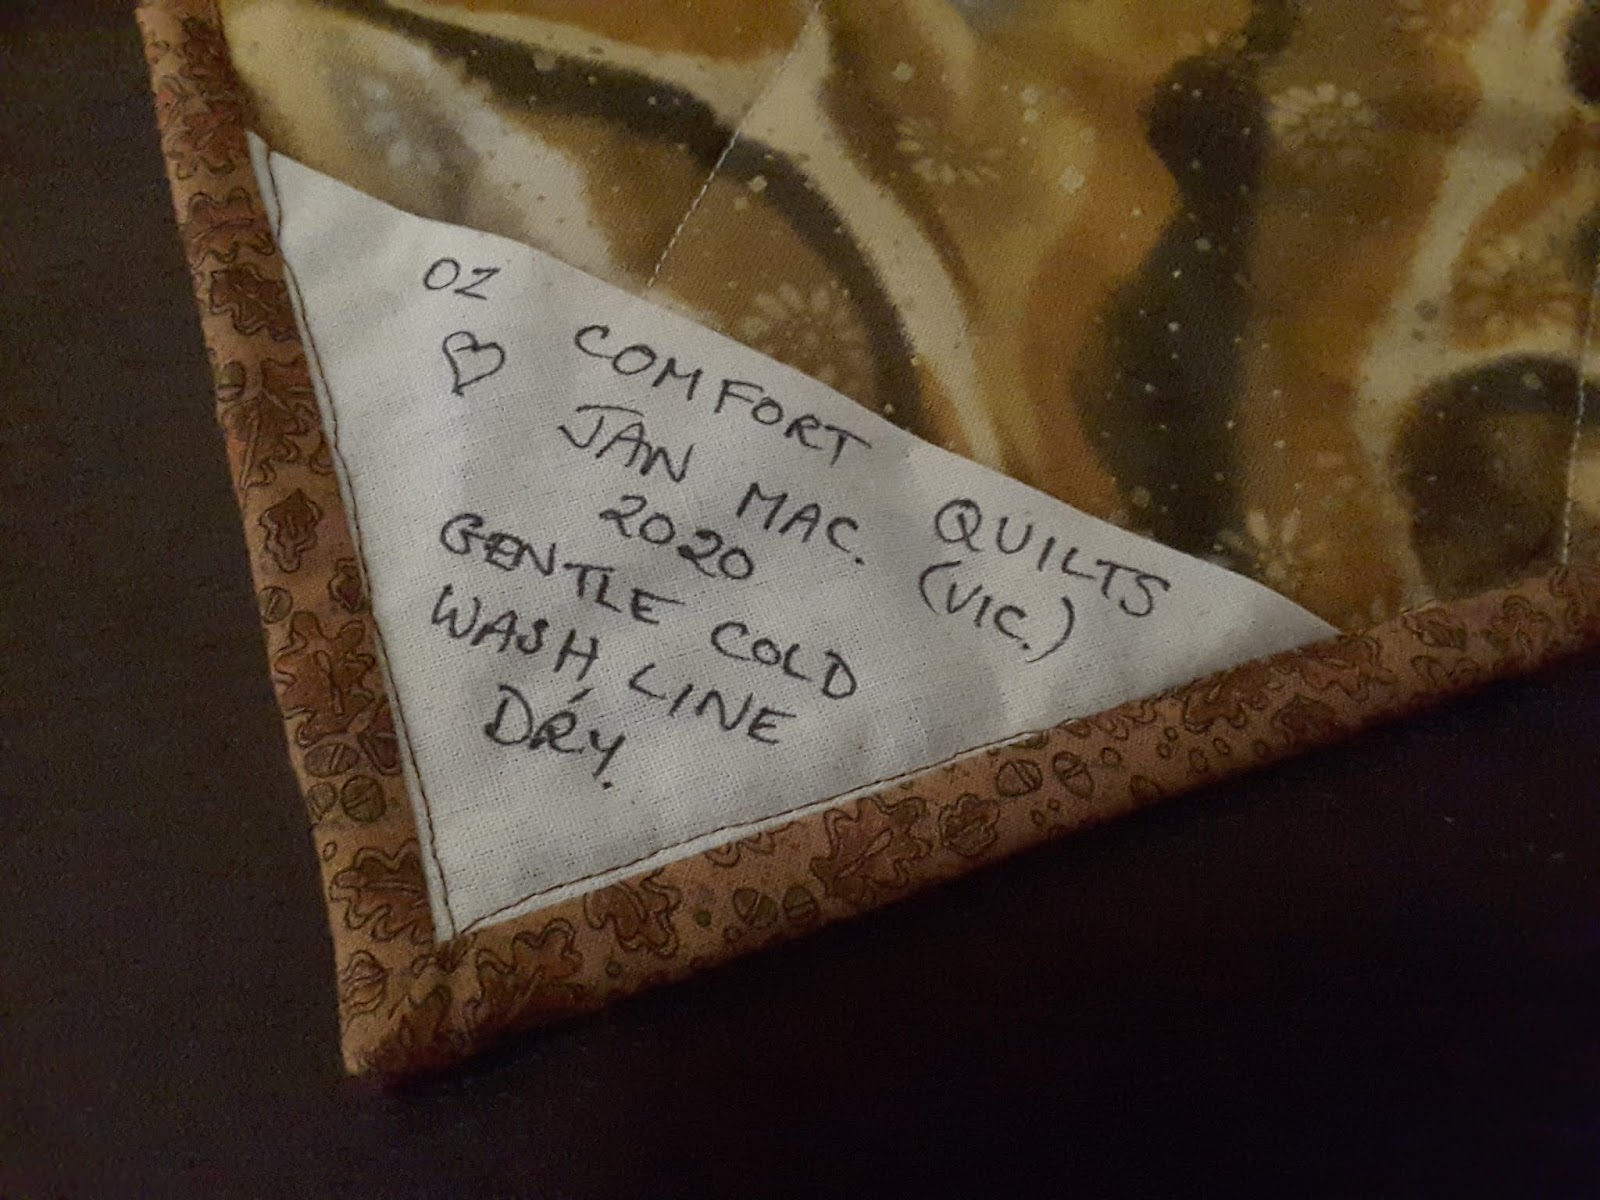 OZ COMFORT QUILTS
JAN MAC. (VIC.)
2020
GENTLE COLD
WASH, LINE
DRY.